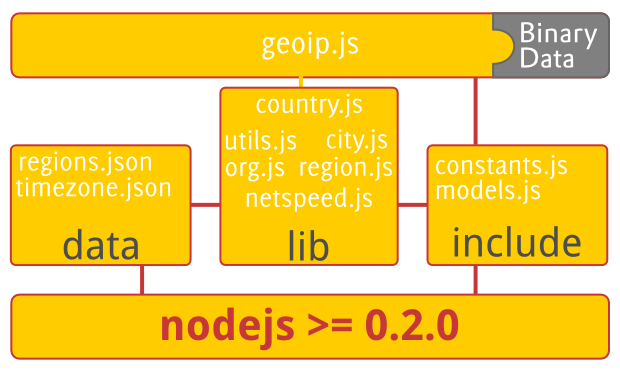 geoip.js
Binary
Data
country.js
utils.js city.js
org.js region.js
netspeed.js
lib
regions.json
timezone.json
data
constants.js
models.js
include
nodejs >= 0.2.0